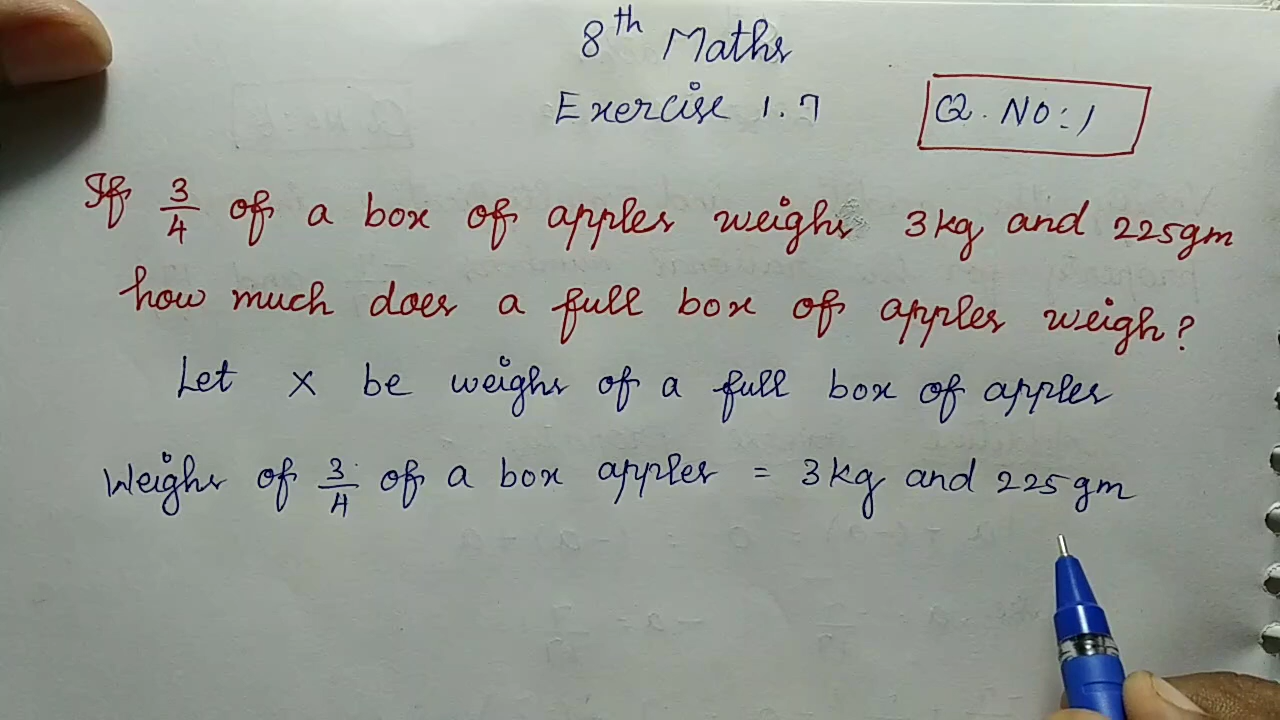 8th Maths
Exercise 1.7
Q. No: 1
If 3/4 of a box of apples weighs 3kg and 225gm
how much does a full box of apples weigh?
Let x be weighs of a full box of apples
Weighs of 3/4 of a box apples = 3kg and 225gm